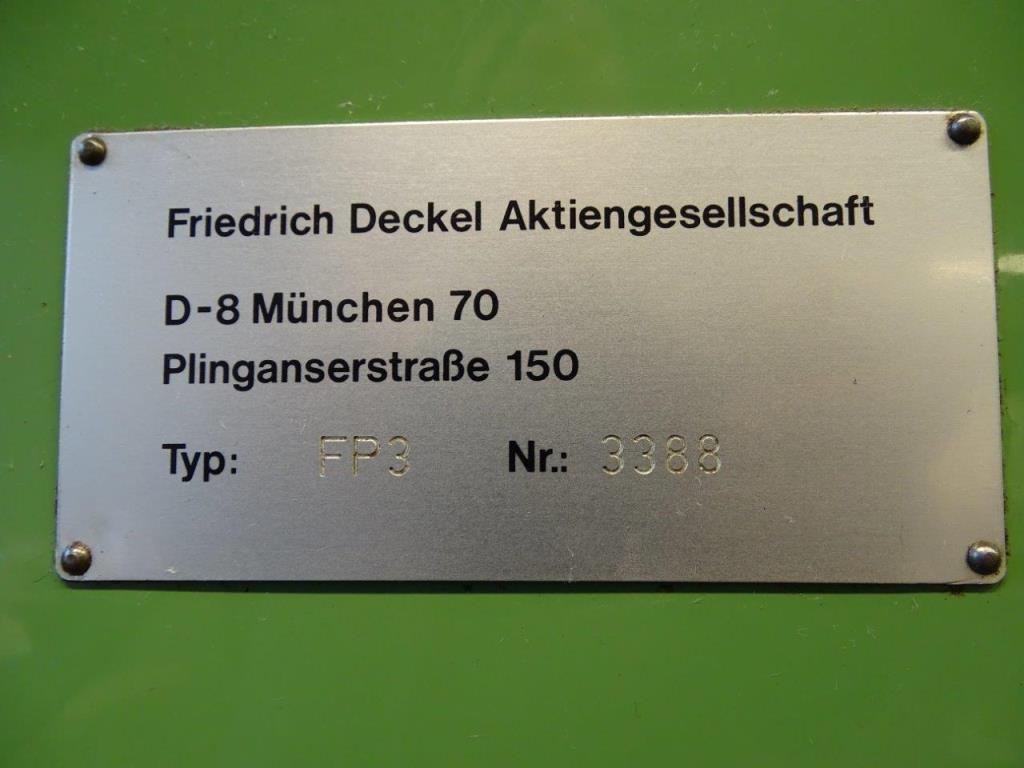 Friedrich Deckel Aktiengesellschaft
D-8 München 70
Plinganserstraße 150
Typ: FP3 Nr.: 3388